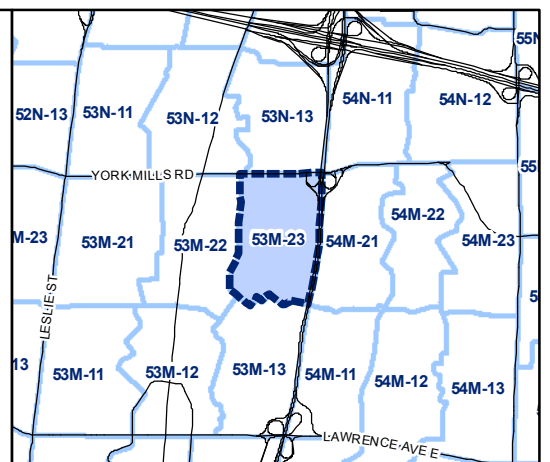 55N
52N-13
53N-11
53N-12
53N-13
54N-11
54N-12
YORK MILLS RD
55
M-23
53M-21
53M-22
53M-23
54M-21
54M-22
54M-23
LESLIE ST
5
13
53M-11
53M-12
53M-13
54M-11
54M-12
54M-13
LAWRENCE AVE E